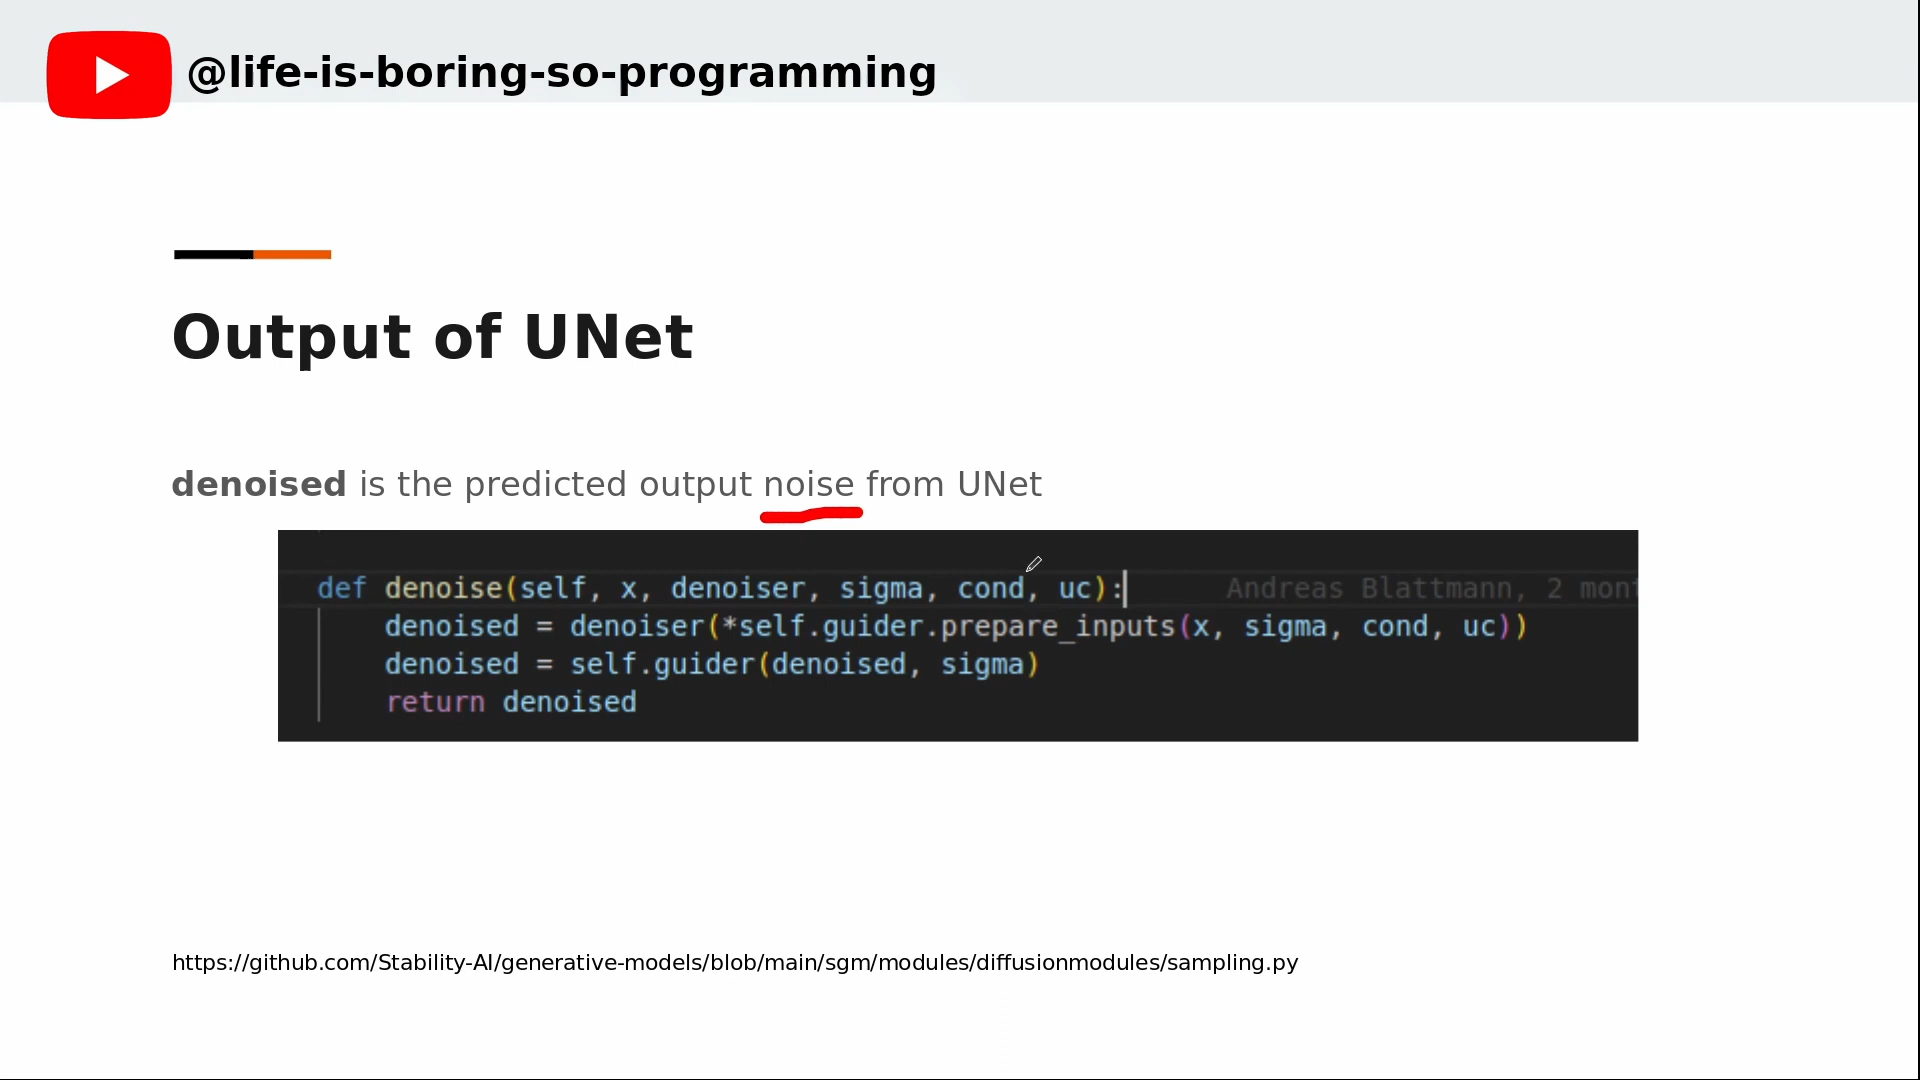 @life-is-boring-so-programming
Output of UNet
denoised is the predicted output noise from UNet
def denoise(self, x, denoiser, sigma, cond, uc): Andreas Blattmann, 2 mont
denoised = denoiser(*self.guider.prepare_inputs(x, sigma, cond, uc))
denoised = self.guider(denoised, sigma)
return denoised
https://github.com/Stability-AI/generative-models/blob/main/sgm/modules/diffusionmodules/sampling.py